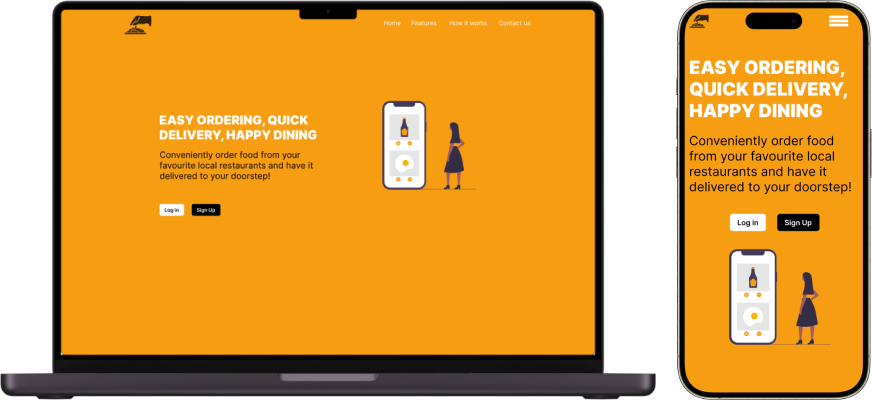 Home Features How it works Contact us
EASY ORDERING, QUICK
DELIVERY, HAPPY DINING
Conveniently order food from your
favourite local restaurants and have it
delivered to your doorstep!
Log in Sign Up
EASY ORDERING,
QUICK DELIVERY,
HAPPY DINING
Conveniently order food
from your favourite local
restaurants and have it
delivered to your doorstep!
Log in Sign Up